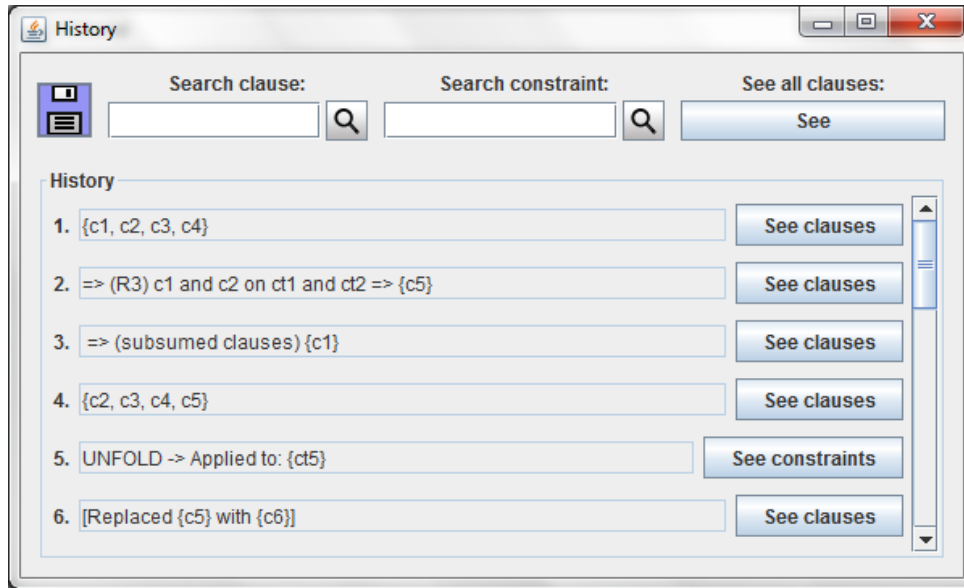 History
Search clause:
Search constraint:
See all clauses:
See
History
1. {c1, c2, c3, c4} See clauses
2. => (R3) c1 and c2 on ct1 and ct2 => {c5} See clauses
3. => (subsumed clauses) {c1} See clauses
4. {c2, c3, c4, c5} See clauses
5. UNFOLD -> Applied to: {ct5} See constraints
6. [Replaced {c5} with {c6}] See clauses